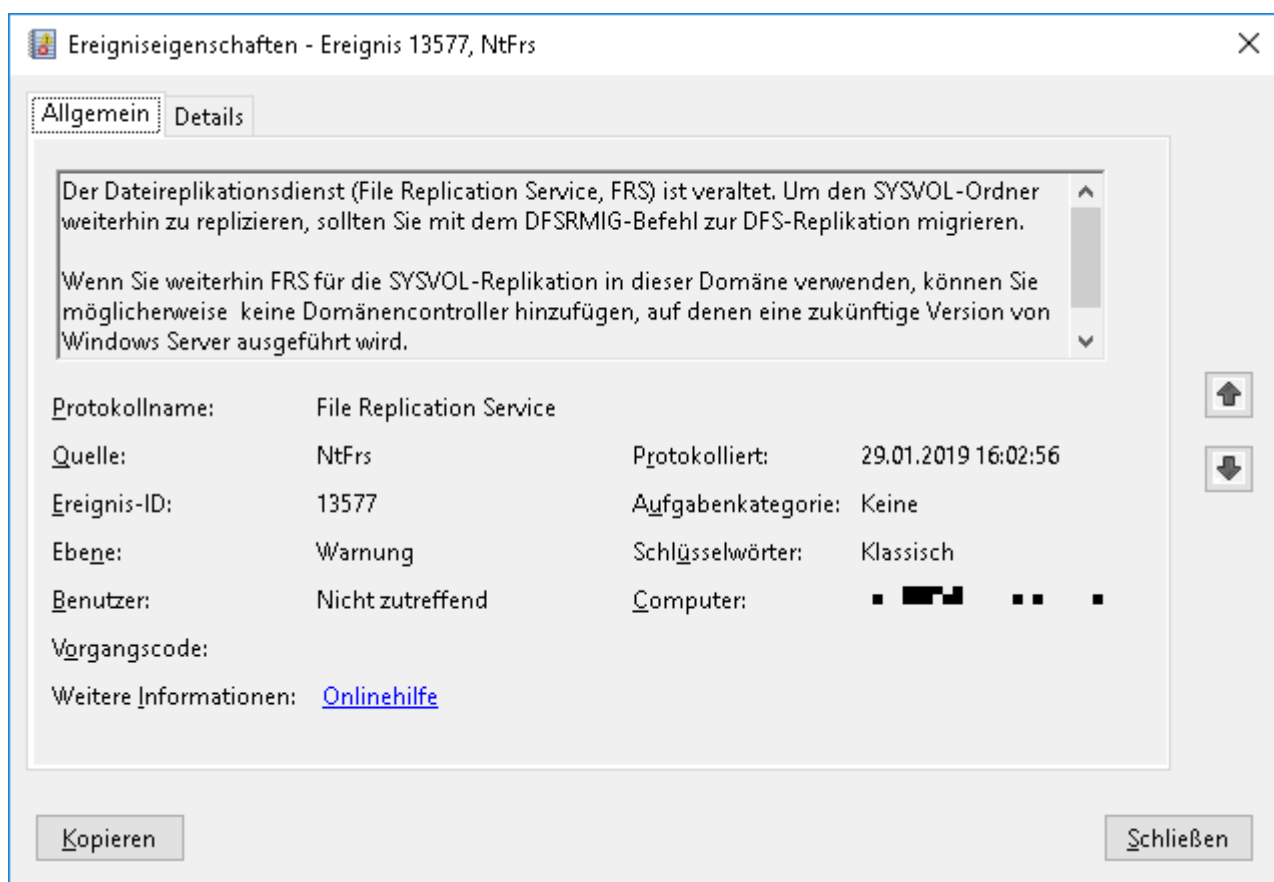 Ereigniseigenschaften - Ereignis 13577, NtFrs
Allgemein
Details
Der Dateireplikationsdienst (File Replication Service, FRS) ist veraltet. Um den SYSVOL-Ordner
weiterhin zu replizieren, sollten Sie mit dem DFSRMIG-Befehl zur DFS-Replikation migrieren.
Wenn Sie weiterhin FRS für die SYSVOL-Replikation in dieser Domäne verwenden, können Sie
möglicherweise  keine Domänencontroller hinzufügen, auf denen eine zukünftige Version von
Windows Server ausgeführt wird.
Protokollname: File Replication Service
Quelle: NtFrs Protokolliert: 29.01.2019 16:02:56
Ereignis-ID: 13577 Aufgabenkategorie: Keine
Ebene: Warnung Schlüsselwörter: Klassisch
Benutzer: Nicht zutreffend Computer:
Vorgangscode:
Weitere Informationen: Onlinehilfe
Kopieren
Schließen